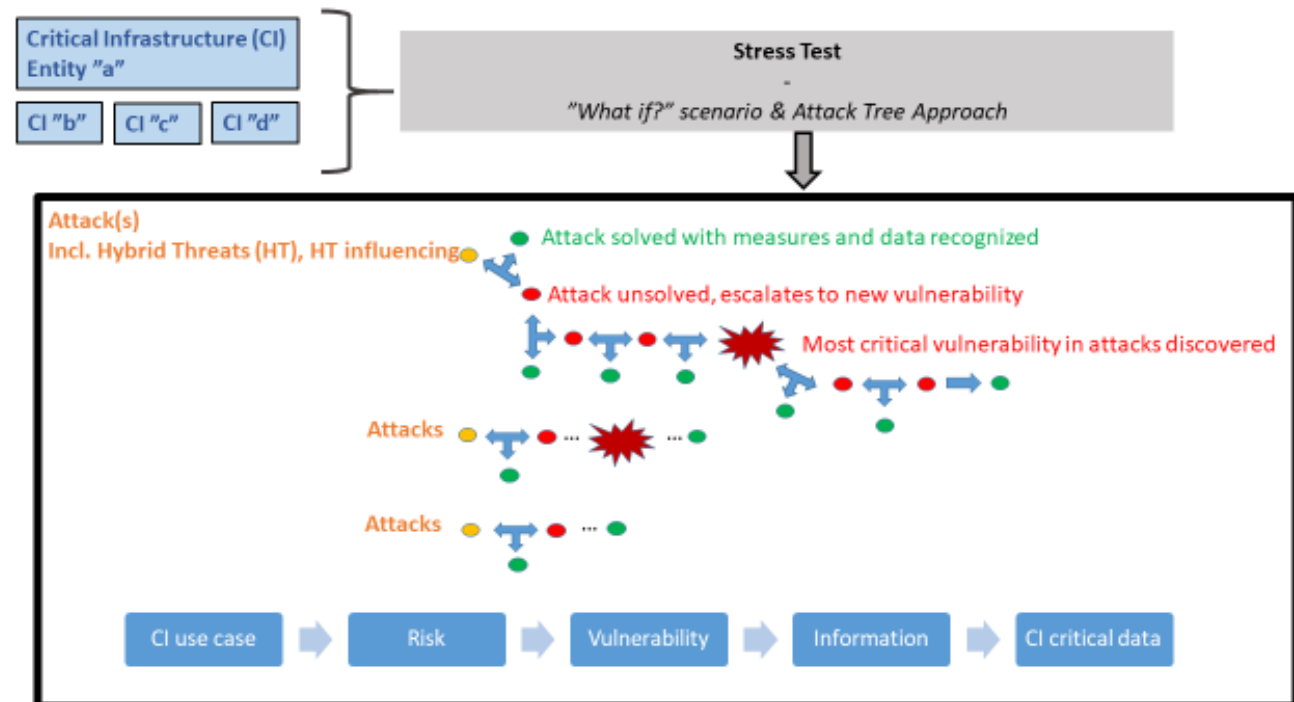 Critical Infrastructure (CI)
Entity "a"
CI "b"
CI "c"
CI "d"
Stress Test
-
"What if?" scenario & Attack Tree Approach
Attack(s)
Incl. Hybrid Threats (HT), HT influencing
Attack solved with measures and data recognized
Attack unsolved, escalates to new vulnerability
Most critical vulnerability in attacks discovered
Attacks
...
...
Attacks
...
CI use case
Risk
Vulnerability
Information
CI critical data